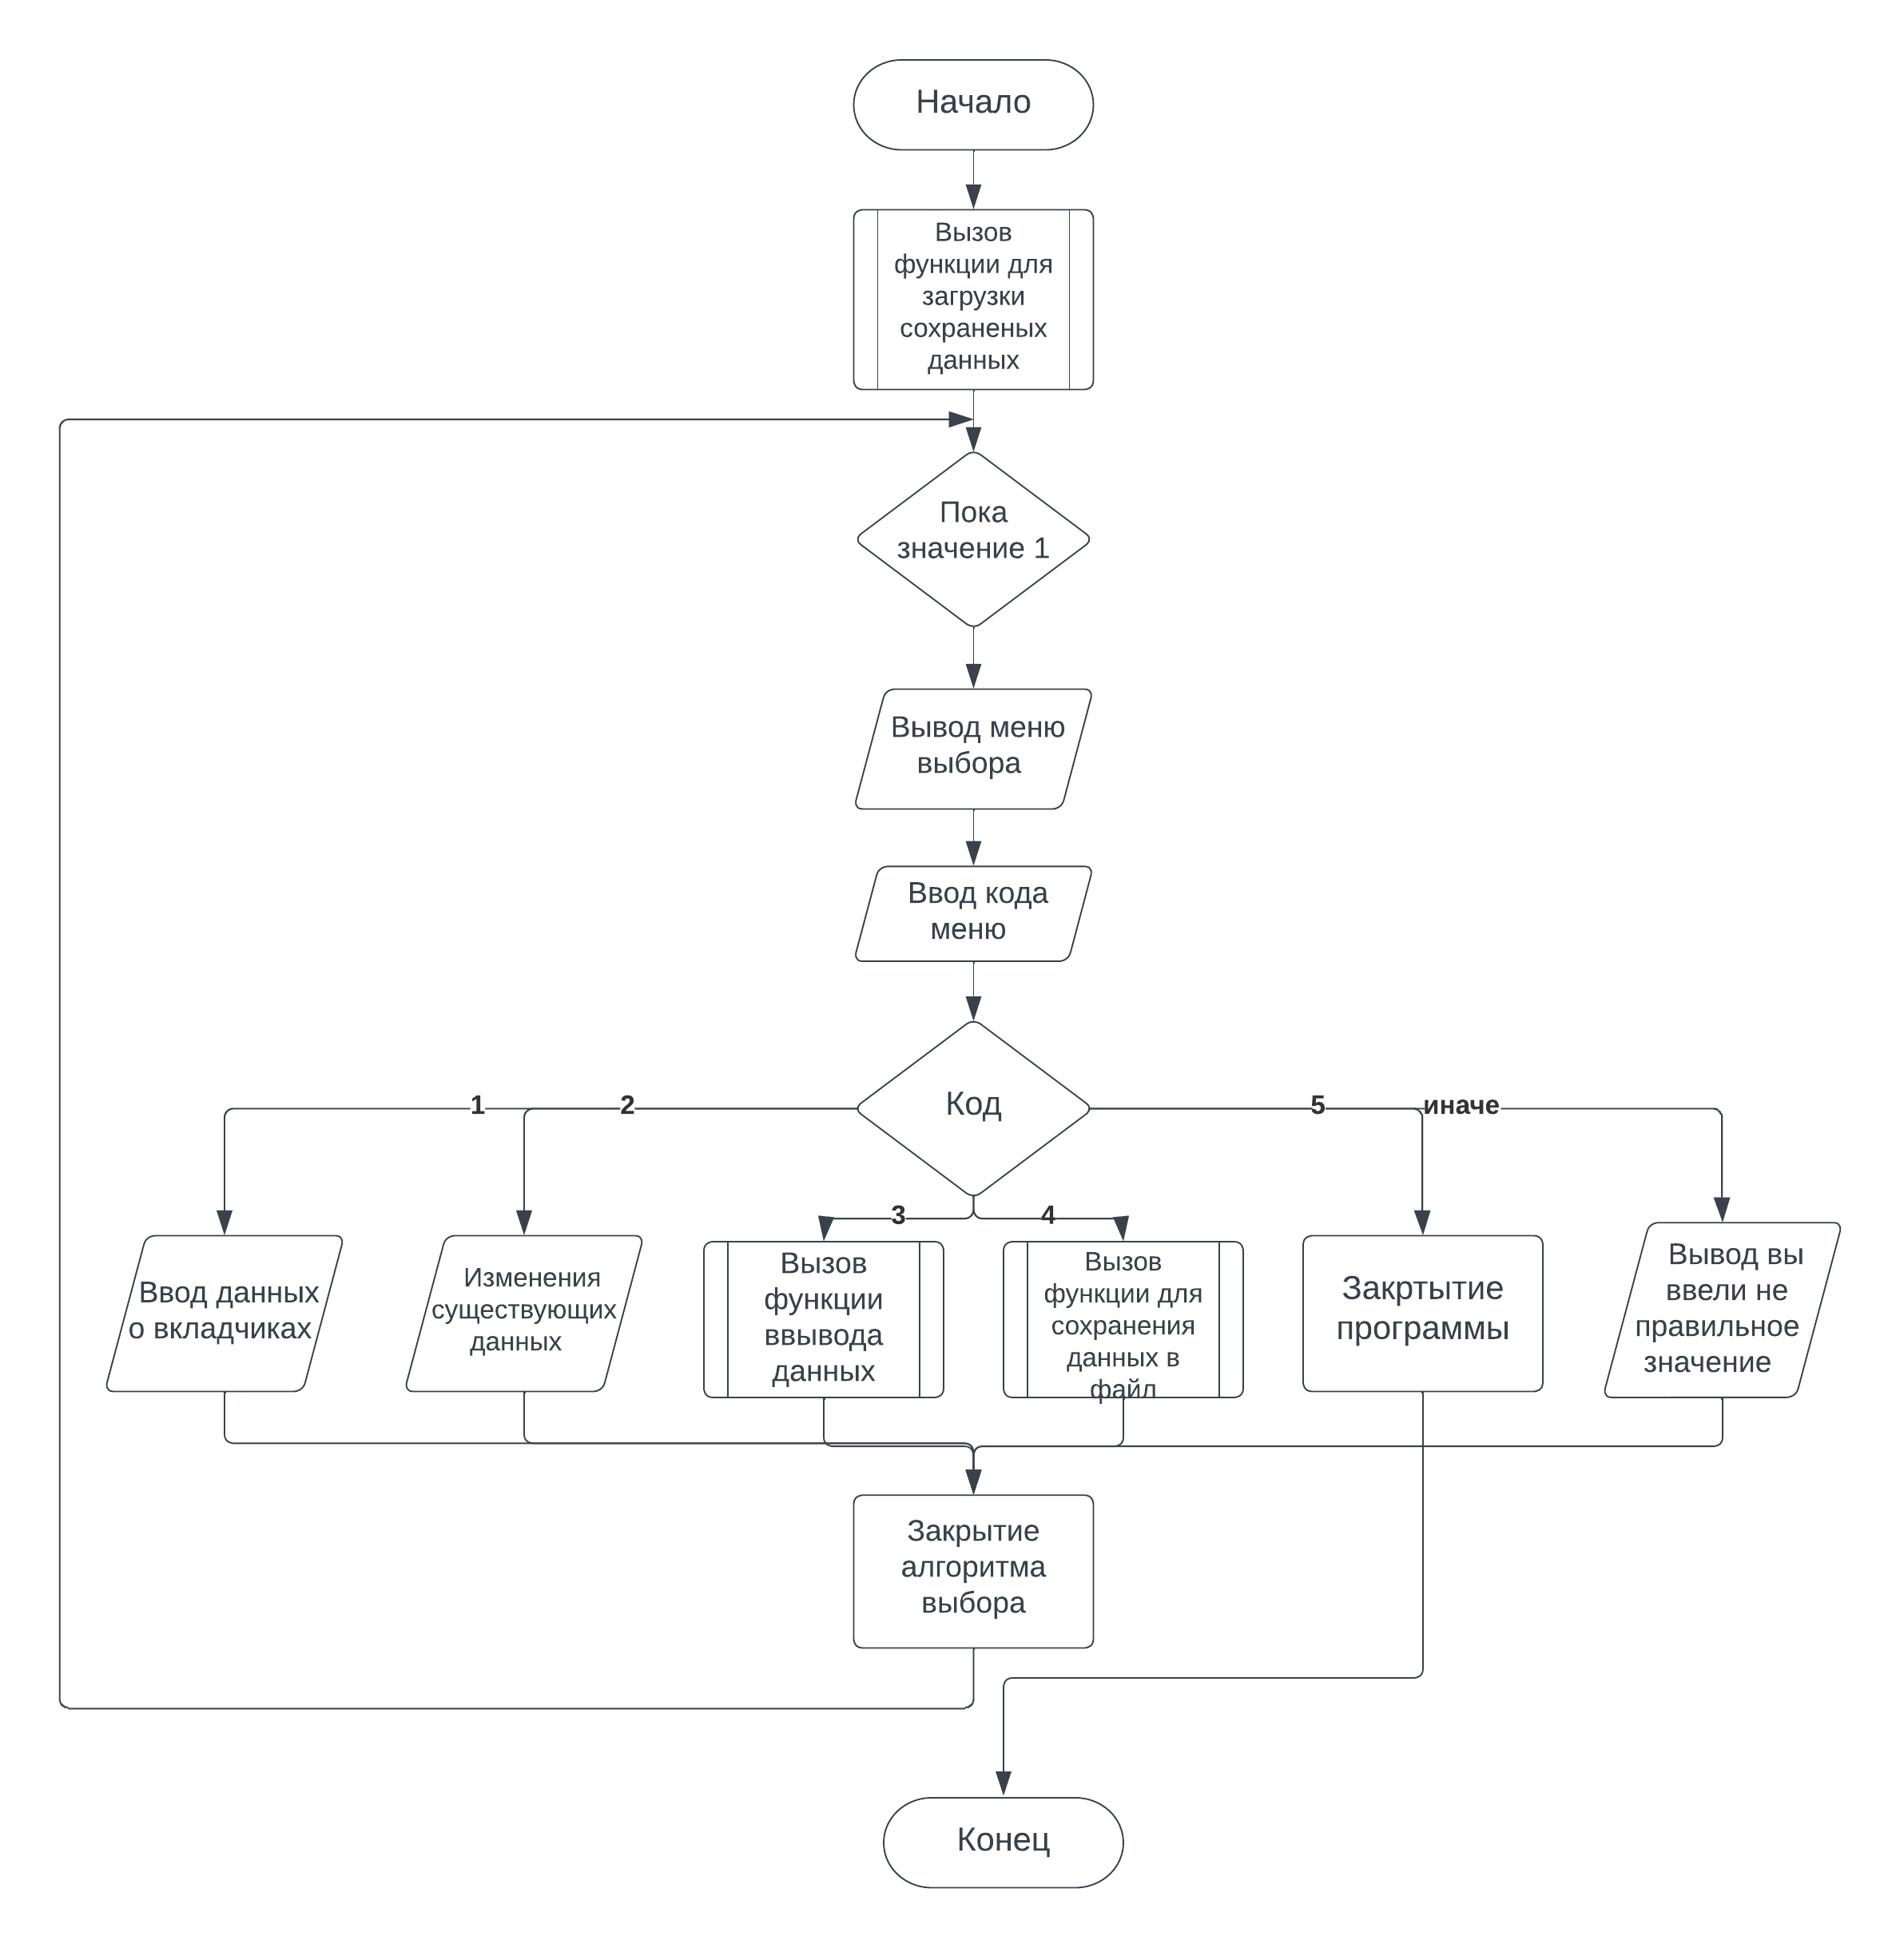 Начало
Вызов
функции для
загрузки
сохраненых
данных
Пока
значение 1
Вывод меню
выбора
Ввод кода
меню
Код
1
2
5
иначе
3
4
Ввод данных
о вкладчиках
Изменения
существующих
данных
Вызов
функции
ввывода
данных
Вызов
функции для
сохранения
данных в
файл
Закртытие
программы
Вывод вы
ввели не
правильное
значение
Закрытие
алгоритма
выбора
Конец